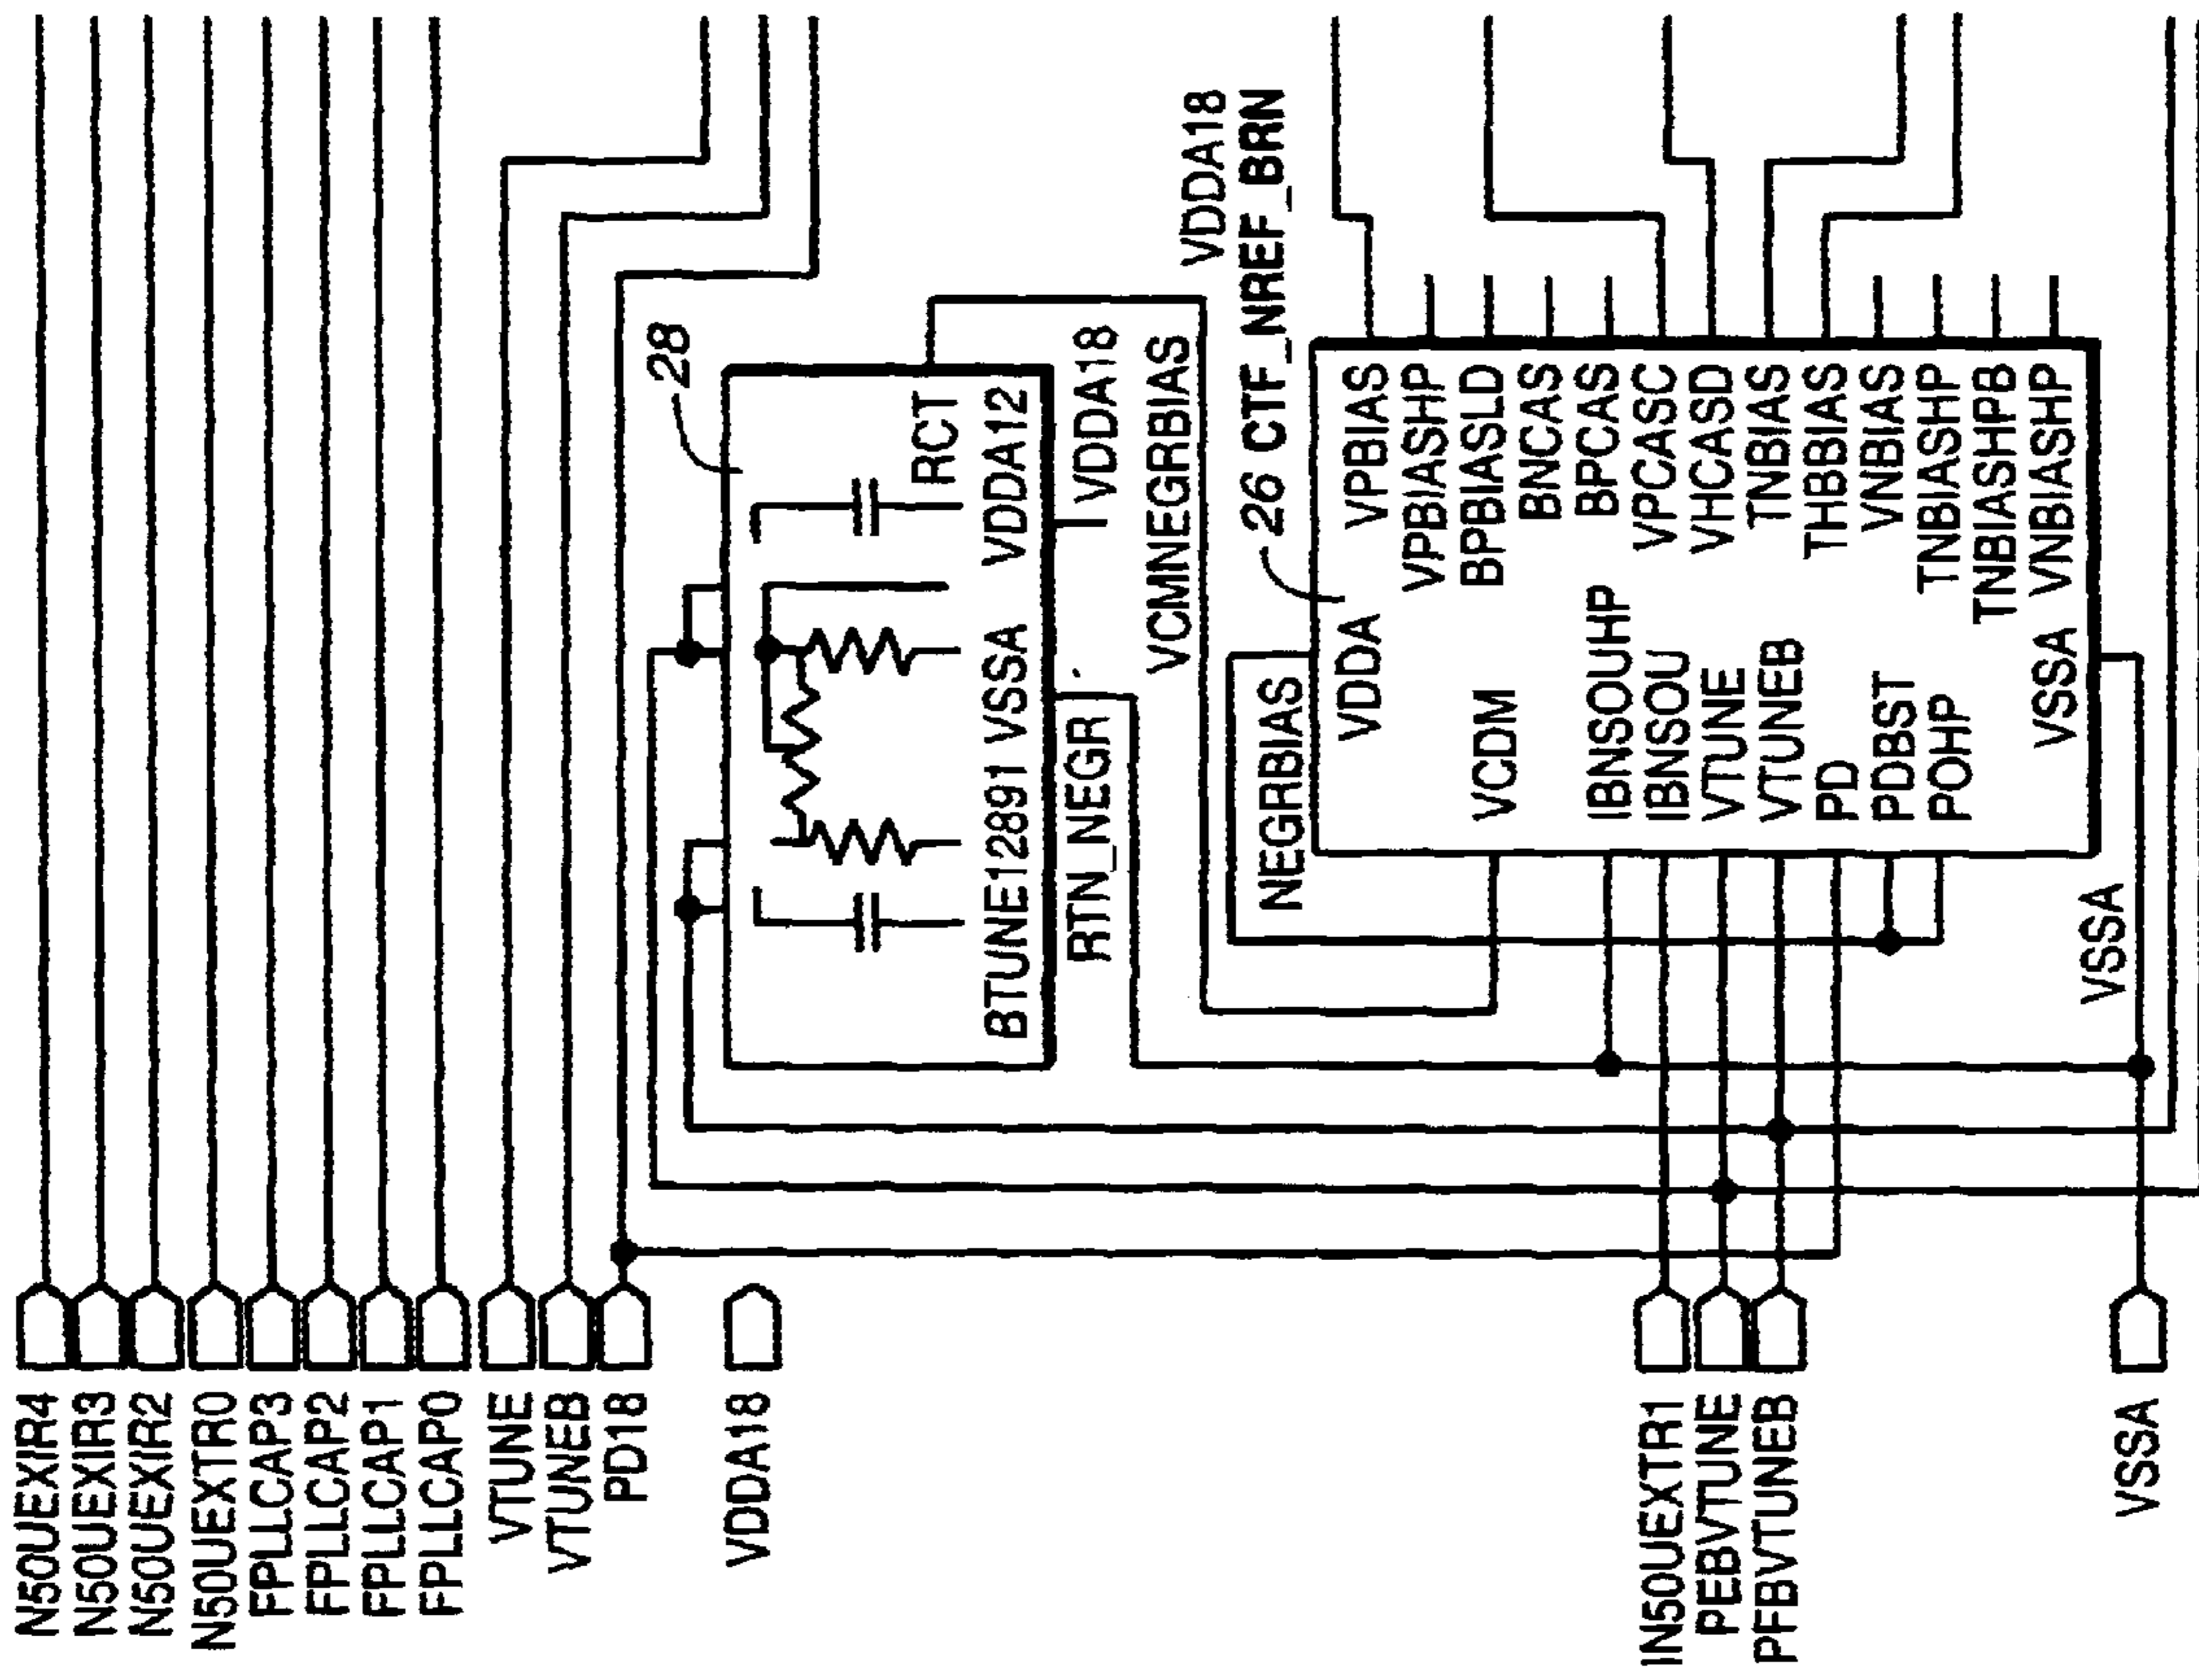 N50UEXIR4
N50UEXIR3
N50UEXIR2
N50UEXTR0
FPLLCAP3
FPLLCAP2
FPLLCAP1
FPLLCAP0
VTUNE
VTUNEB
PD18
VDDA18
28
RCT
BTUNE12891 VSSA VDDA12
RTN_NEGR
VDDA18
VCMNEGRBIAS
VDDA18
26 CTF_NREF_BRN
NEGRBIAS
VDDA
VCDM
IBNSOUHP
IBNSOU
VTUNE
VTUNEB
PD
PDBST
POHP
VSSA
VPBIAS
VPBIASHP
BPBIASLD
BNCAS
BPCAS
VPCASC
VHCASD
TNBIAS
THBBIAS
VNBIAS
TNBIASHP
TNBIASHPB
VNBIASHP
VSSA
IN50UEXTR1
PEBVTUNE
PFBVTUNEB
VSSA